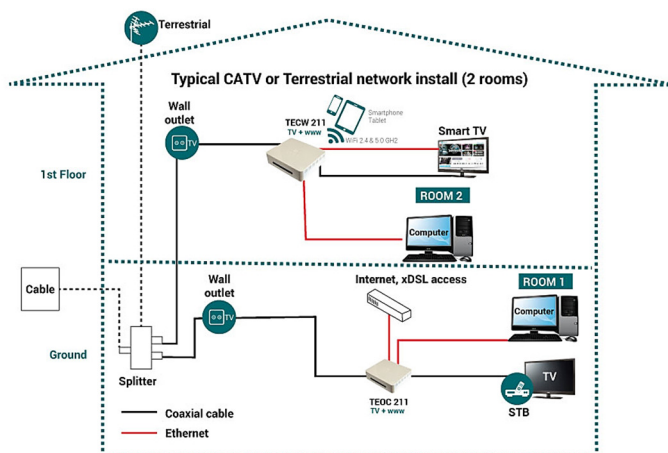 Terrestrial
Typical CATV or Terrestrial network install (2 rooms)
Wall
outlet
TV
TECW 211
TV + www
Smartphone
Tablet
WiFi 2.4 & 5.0 GHZ
Smart TV
1st Floor
ROOM 2
Computer
Cable
Wall
outlet
TV
Internet, xDSL access
ROOM 1
Computer
Ground
Splitter
TEOC 211
TV + www
TV
STB
Coaxial cable
Ethernet